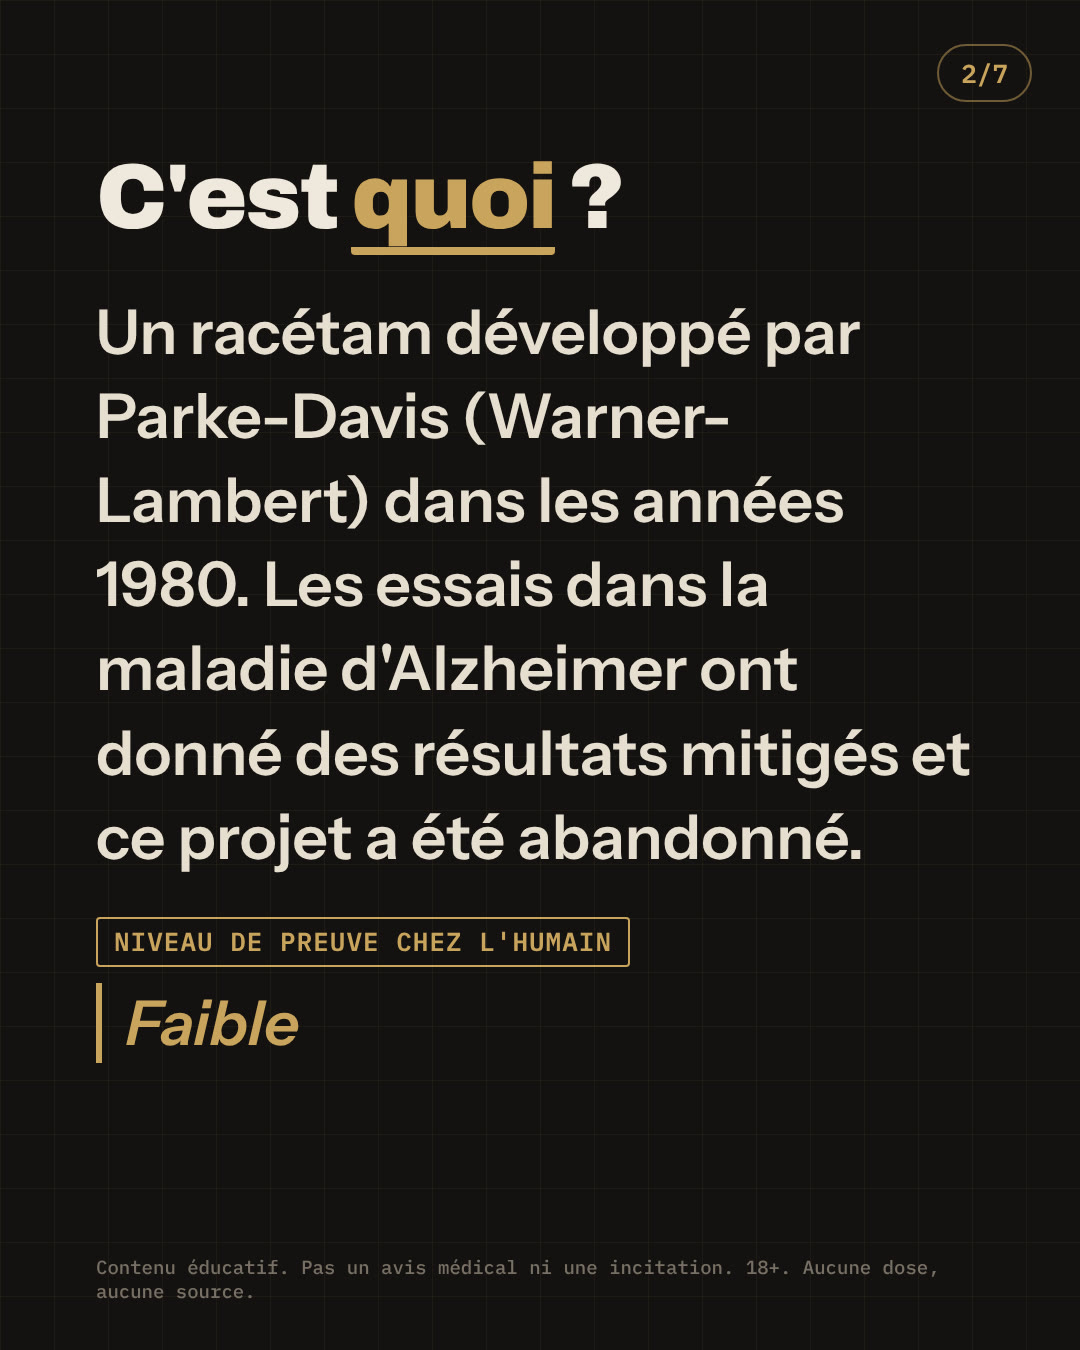 2/7
C'est quoi ?
Un racétam développé par
Parke-Davis (Warner-
Lambert) dans les années
1980. Les essais dans la
maladie d'Alzheimer ont
donné des résultats mitigés et
ce projet a été abandonné.
NIVEAU DE PREUVE CHEZ L'HUMAIN
Faible
Contenu éducatif. Pas un avis médical ni une incitation. 18+. Aucune dose,
aucune source.